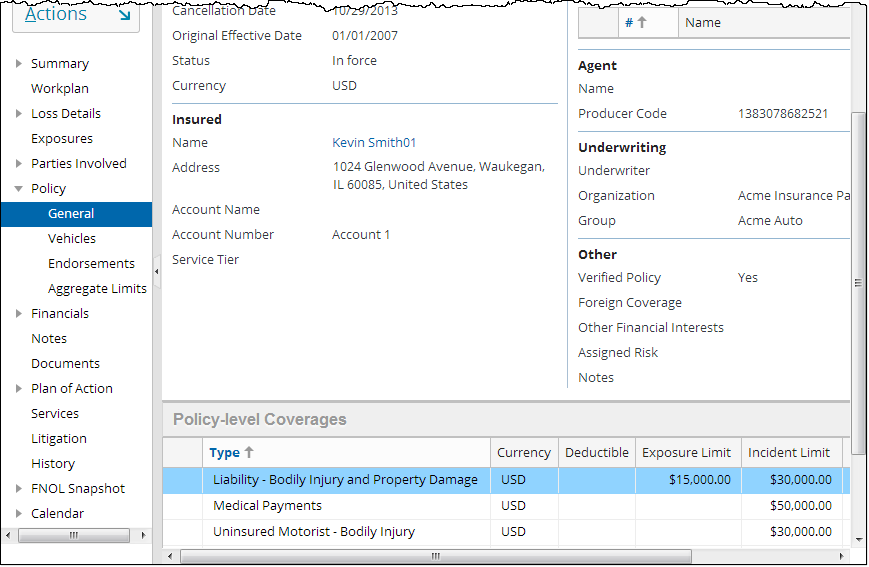 Actions
Summary
Workplan
Loss Details
Exposures
Parties Involved
Policy
General
Vehicles
Endorsements
Aggregate Limits
Financials
Notes
Documents
Plan of Action
Services
Litigation
History
FNOL Snapshot
Calendar
Cancellation Date 10/29/2013
Original Effective Date 01/01/2007
Status In force
Currency USD
Insured
Name Kevin Smith01
Address 1024 Glenwood Avenue, Waukegan,
IL 60085, United States
Account Name
Account Number Account 1
Service Tier
# Name
Agent
Name
Producer Code 1383078682521
Underwriting
Underwriter
Organization Acme Insurance Pa
Group Acme Auto
Other
Verified Policy Yes
Foreign Coverage
Other Financial Interests
Assigned Risk
Notes
Policy-level Coverages
Type Currency Deductible Exposure Limit Incident Limit
Liability - Bodily Injury and Property Damage USD $15,000.00 $30,000.00
Medical Payments USD $50,000.00
Uninsured Motorist - Bodily Injury USD $30,000.00